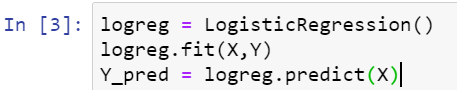 In [3]: logreg = LogisticRegression()
logreg.fit(X,Y)
Y_pred = logreg.predict(X)